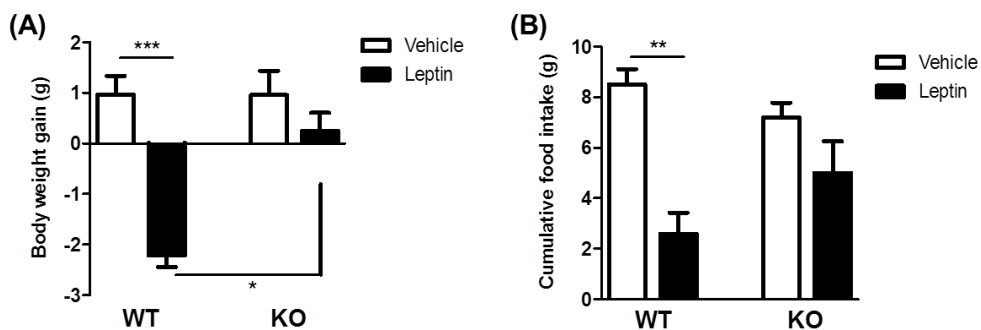 (A)
Body weight gain (g)
2
1
0
-1
-2
-3
***
*
WT
KO
Vehicle
Leptin
(B)
Cumulative food intake (g)
10
8
6
4
2
0
**
WT
KO
Vehicle
Leptin